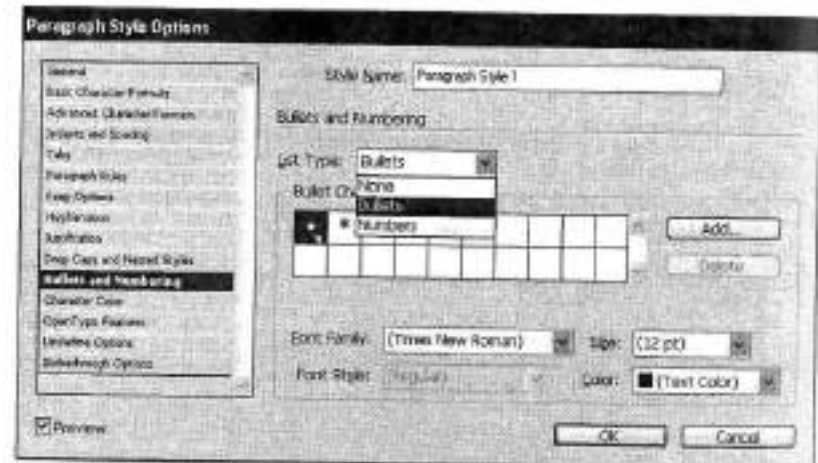 Paragraph Style Options
General
Basic Character Formats
Advanced Character Formats
Indents and Spacing
Tabs
Paragraph Rules
Keep Options
Hyphenation
Justification
Drop Caps and Nested Styles
Bullets and Numbering
Character Color
OpenType Features
Underline Options
Strikethrough Options
Preview
Style Name: Paragraph Style 1
Bullets and Numbering
List Type: Bullets
None
Bullets
Numbers
Bullet Ch
Add...
Delete
Font Family: (Times New Roman)
Size: (12 pt)
Font Style: (Regular)
Color: (Text Color)
OK
Cancel